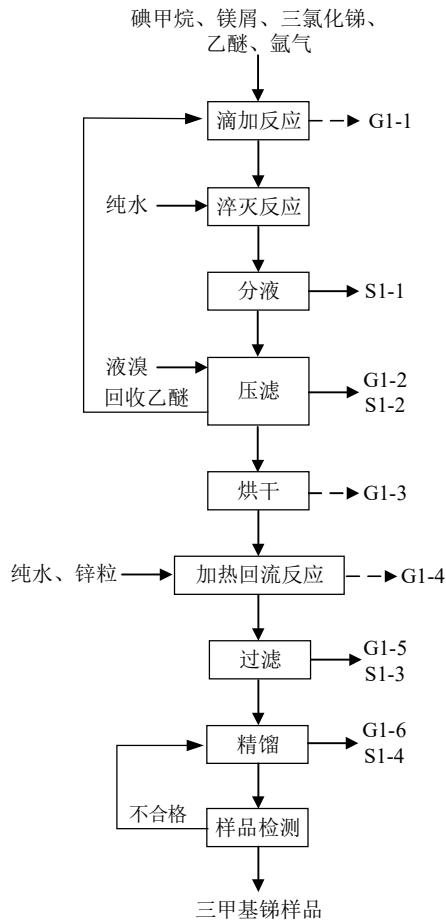 碘甲烷、镁屑、三氯化锑、
乙醚、氩气
滴加反应
G1-1
纯水
淬灭反应
分液
S1-1
液溴
回收乙醚
压滤
G1-2
S1-2
烘干
G1-3
纯水、锌粒
加热回流反应
G1-4
过滤
G1-5
S1-3
精馏
G1-6
S1-4
不合格
样品检测
三甲基锑样品